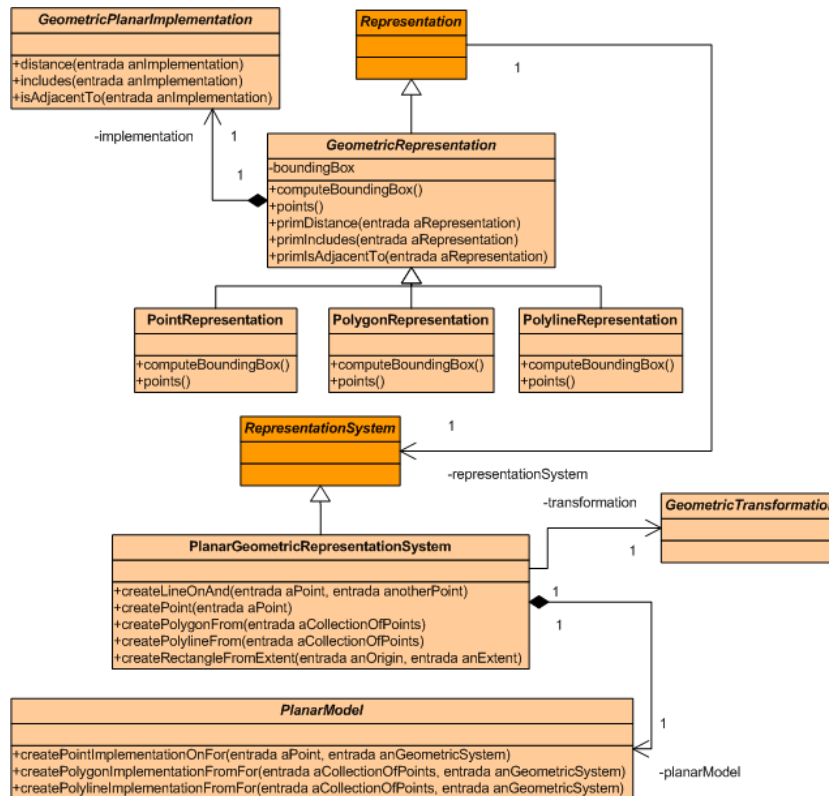 GeometricPlanarImplementation
+distance(entrada anImplementation)
+includes(entrada anImplementation)
+isAdjacentTo(entrada anImplementation)
Representation
1
-implementation
1
1
GeometricRepresentation
-boundingBox
+computeBoundingBox()
+points()
+primDistance(entrada aRepresentation)
+primIncludes(entrada aRepresentation)
+primIsAdjacentTo(entrada aRepresentation)
PointRepresentation
+computeBoundingBox()
+points()
PolygonRepresentation
+computeBoundingBox()
+points()
PolylineRepresentation
+computeBoundingBox()
+points()
RepresentationSystem
1
-representationSystem
-transformation
GeometricTransformation
1
PlanarGeometricRepresentationSystem
+createLineOnAnd(entrada aPoint, entrada anotherPoint)
+createPoint(entrada aPoint)
+createPolygonFrom(entrada aCollectionOfPoints)
+createPolylineFrom(entrada aCollectionOfPoints)
+createRectangleFromExtent(entrada anOrigin, entrada anExtent)
1
1
1
-planarModel
PlanarModel
+createPointImplementationOnFor(entrada aPoint, entrada anGeometricSystem)
+createPolygonImplementationFromFor(entrada aCollectionOfPoints, entrada anGeometricSystem)
+createPolylineImplementationFromFor(entrada aCollectionOfPoints, entrada anGeometricSystem)